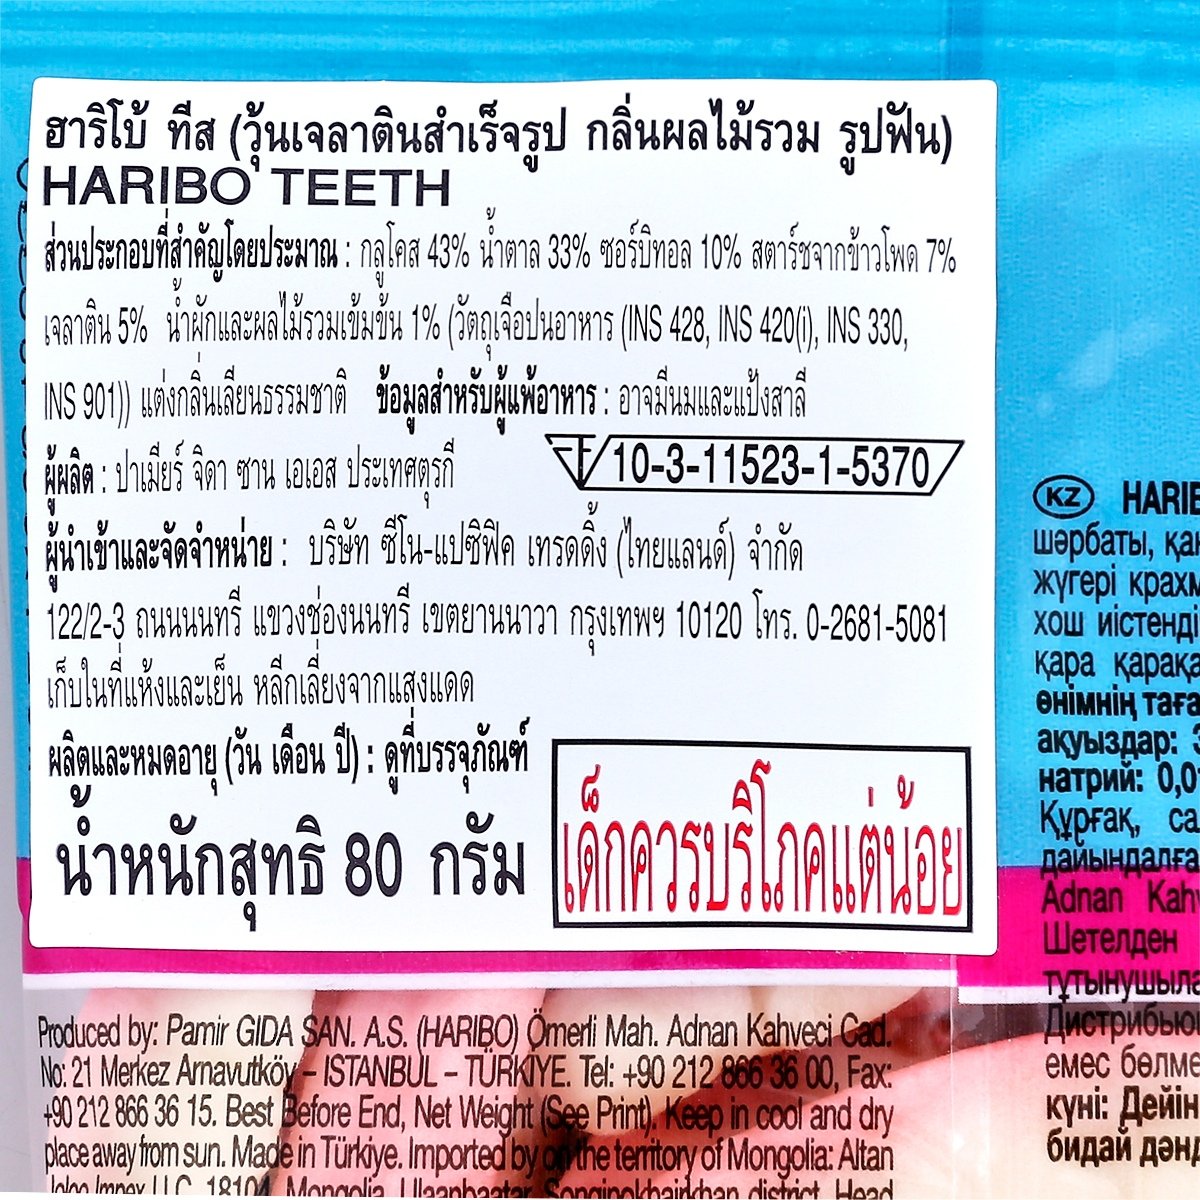 ฮาริโบ้ ทีส (วุ้นเจลาตินสำเร็จรูป กลิ่นผลไม้รวม รูปฟัน)
HARIBO TEETH
ส่วนประกอบที่สำคัญโดยประมาณ : กลูโคส 43% น้ำตาล 33% ซอร์บิทอล 10% สตาร์ชจากข้าวโพด 7%
เจลาติน 5% น้ำผักและผลไม้รวมเข้มข้น 1% (วัตถุเจือปนอาหาร (INS 428, INS 420(i), INS 330,
INS 901)) แต่งกลิ่นเลียนธรรมชาติ ข้อมูลสำหรับผู้แพ้อาหาร : อาจมีนมและแป้งสาลี
ผู้ผลิต : ปาเมียร์ จิดา ซาน เอเอส ประเทศตุรกี
10-3-11523-1-5370
ผู้นำเข้าและจัดจำหน่าย : บริษัท ซีโน-แปซิฟิค เทรดดิ้ง (ไทยแลนด์) จำกัด
122/2-3 ถนนนนทรี แขวงช่องนนทรี เขตยานนาวา กรุงเทพฯ 10120 โทร. 0-2681-5081
เก็บในที่แห้งและเย็น หลีกเลี่ยงจากแสงแดด
ผลิตและหมดอายุ (วัน เดือน ปี) : ดูที่บรรจุภัณฑ์
น้ำหนักสุทธิ 80 กรัม
เด็กควรบริโภคแต่น้อย
Produced by: Pamir GIDA SAN. A.S. (HARIBO) Ömerli Mah. Adnan Kahveci Cad.
No: 21 Merkez Arnavutköy – ISTANBUL – TÜRKİYE. Tel: +90 212 866 36 00, Fax:
+90 212 866 36 15. Best Before End, Net Weight (See Print). Keep in cool and dry
place away from sun. Made in Türkiye. Imported by on the territory of Mongolia: Altan
Joloo Impex LLC, 18104, Mongolia, Ulaanbaatar, Songinokhairkhan district, Head
KZ HARIB
шәрбаты, қан
жүгері крахм
хош иістенді
қара қарақа
өнімнің таға
ақуыздар: 3
натрий: 0,0
Құрғақ, са
дайындалға
Adnan Kahv
Шетелден
тұтынушыла
Дистрибью
емес бөлме
күні: Дейін
бидай дәнд